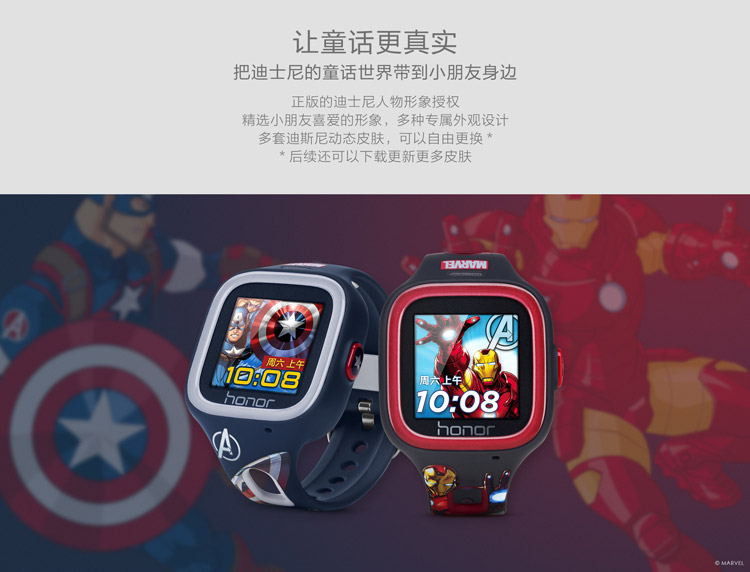 让童话更真实
把迪士尼的童话世界带到小朋友身边
正版的迪士尼人物形象授权
精选小朋友喜爱的形象，多种专属外观设计
多套迪斯尼动态皮肤，可以自由更换 *
* 后续还可以下载更新更多皮肤
MARVEL
周六 上午
10:08
honor
周六 上午
10:08
honor
© MARVEL